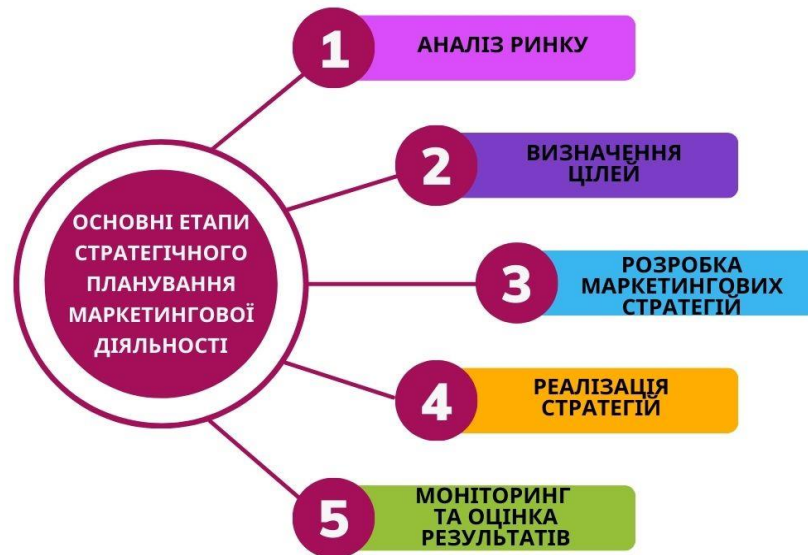 ОСНОВНІ ЕТАПИ
СТРАТЕГІЧНОГО
ПЛАНУВАННЯ
МАРКЕТИНГОВОЇ
ДІЯЛЬНОСТІ
1
АНАЛІЗ РИНКУ
2
ВИЗНАЧЕННЯ
ЦІЛЕЙ
3
РОЗРОБКА
МАРКЕТИНГОВИХ
СТРАТЕГІЙ
4
РЕАЛІЗАЦІЯ
СТРАТЕГІЙ
5
МОНІТОРИНГ
ТА ОЦІНКА
РЕЗУЛЬТАТІВ